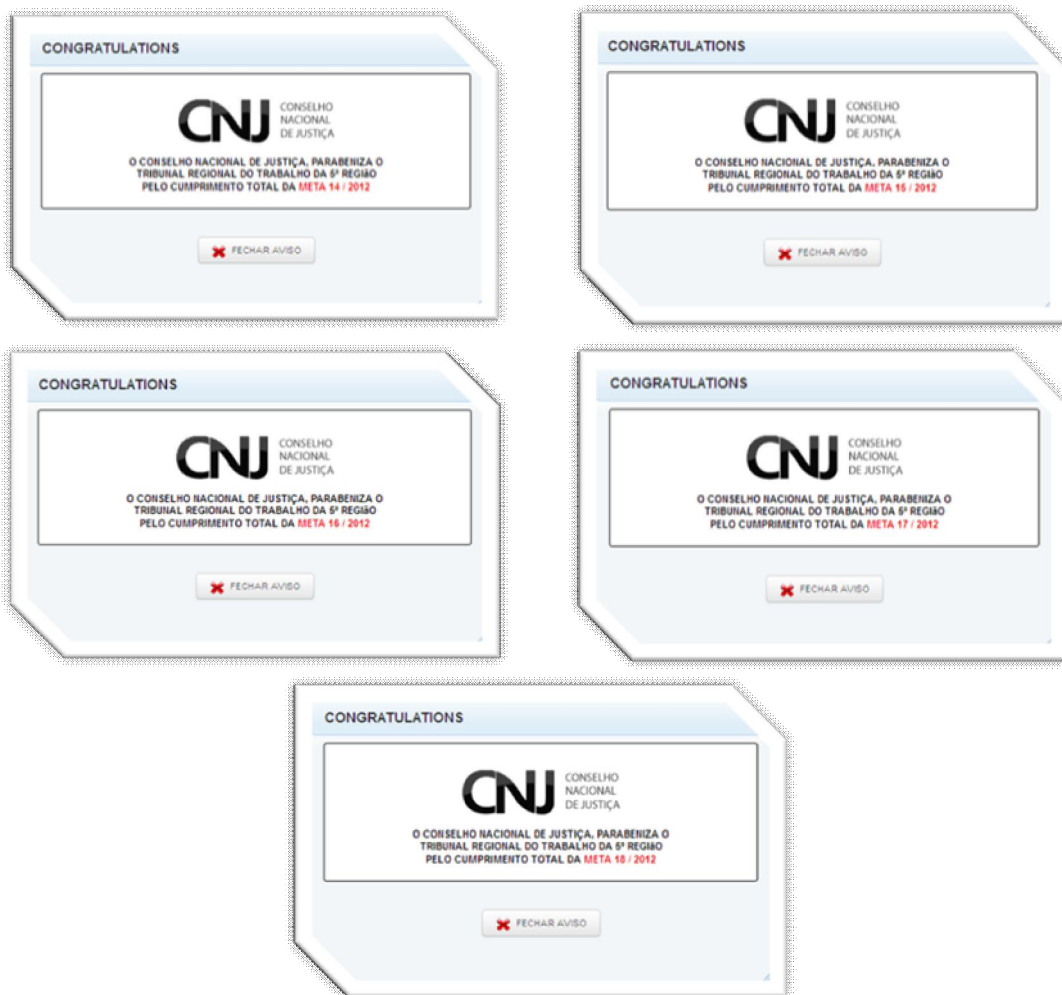 CONGRATULATIONS
CNJ CONSELHO
NACIONAL
DE JUSTIÇA
O CONSELHO NACIONAL DE JUSTIÇA, PARABENIZA O
TRIBUNAL REGIONAL DO TRABALHO DA 5ª REGIÃO
PELO CUMPRIMENTO TOTAL DA META 14 / 2012
FECHAR AVISO
CONGRATULATIONS
CNJ CONSELHO
NACIONAL
DE JUSTIÇA
O CONSELHO NACIONAL DE JUSTIÇA, PARABENIZA O
TRIBUNAL REGIONAL DO TRABALHO DA 5ª REGIÃO
PELO CUMPRIMENTO TOTAL DA META 15 / 2012
FECHAR AVISO
CONGRATULATIONS
CNJ CONSELHO
NACIONAL
DE JUSTIÇA
O CONSELHO NACIONAL DE JUSTIÇA, PARABENIZA O
TRIBUNAL REGIONAL DO TRABALHO DA 5ª REGIÃO
PELO CUMPRIMENTO TOTAL DA META 16 / 2012
FECHAR AVISO
CONGRATULATIONS
CNJ CONSELHO
NACIONAL
DE JUSTIÇA
O CONSELHO NACIONAL DE JUSTIÇA, PARABENIZA O
TRIBUNAL REGIONAL DO TRABALHO DA 5ª REGIÃO
PELO CUMPRIMENTO TOTAL DA META 17 / 2012
FECHAR AVISO
CONGRATULATIONS
CNJ CONSELHO
NACIONAL
DE JUSTIÇA
O CONSELHO NACIONAL DE JUSTIÇA, PARABENIZA O
TRIBUNAL REGIONAL DO TRABALHO DA 5ª REGIÃO
PELO CUMPRIMENTO TOTAL DA META 18 / 2012
FECHAR AVISO